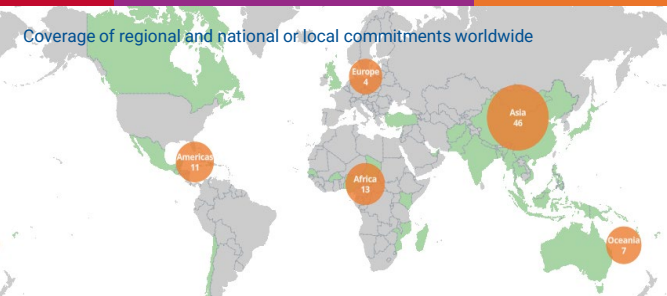 Coverage of regional and national or local commitments worldwide
Europe
4
Asia
46
Americas
11
Africa
13
Oceania
7